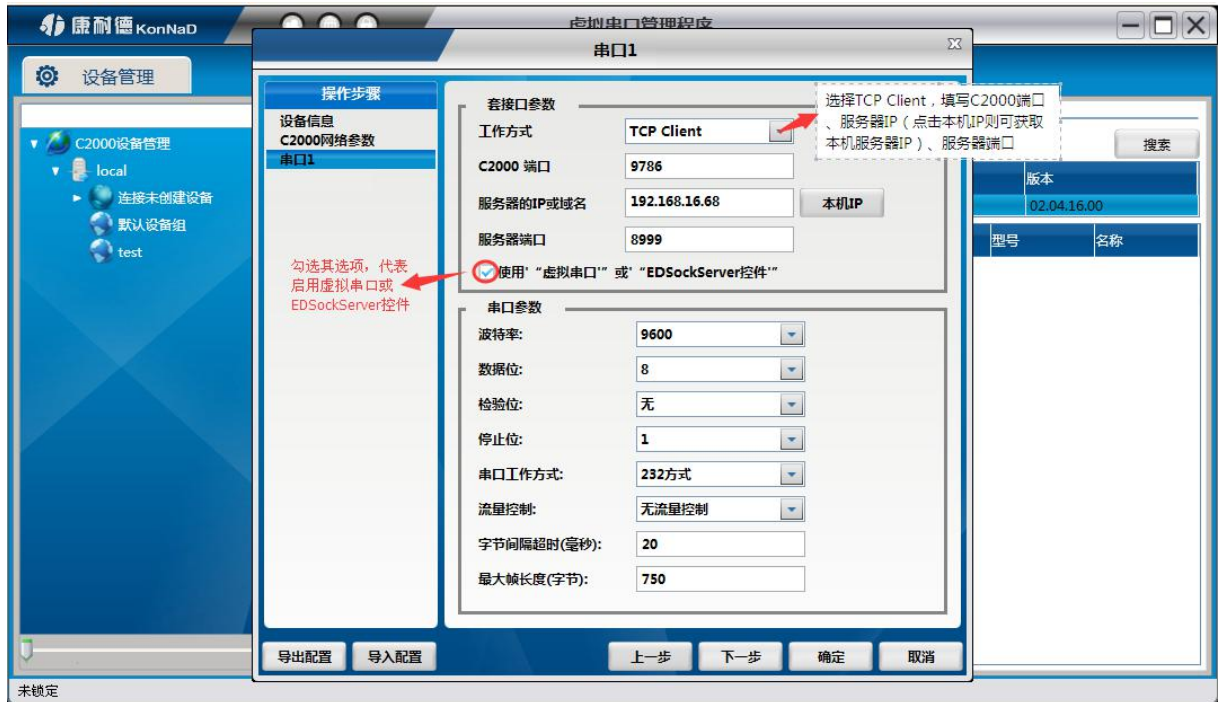 康耐德 KonNaD
虚拟串口管理程序
设备管理
C2000设备管理
local
连接未创建设备
默认设备组
test
搜索
版本
02.04.16.00
型号
名称
串口1
操作步骤
设备信息
C2000网络参数
串口1
套接口参数
工作方式
TCP Client
C2000 端口
9786
服务器的IP或域名
192.168.16.68
本机IP
服务器端口
8999
使用' “虚拟串口'” 或' “EDSockServer控件'”
选择TCP Client，填写C2000端口
、服务器IP（点击本机IP则可获取
本机服务器IP）、服务器端口
勾选其选项，代表
启用虚拟串口或
EDSockServer控件
串口参数
波特率:
9600
数据位:
8
检验位:
无
停止位:
1
串口工作方式:
232方式
流量控制:
无流量控制
字节间隔超时(毫秒):
20
最大帧长度(字节):
750
导出配置
导入配置
上一步
下一步
确定
取消
未锁定